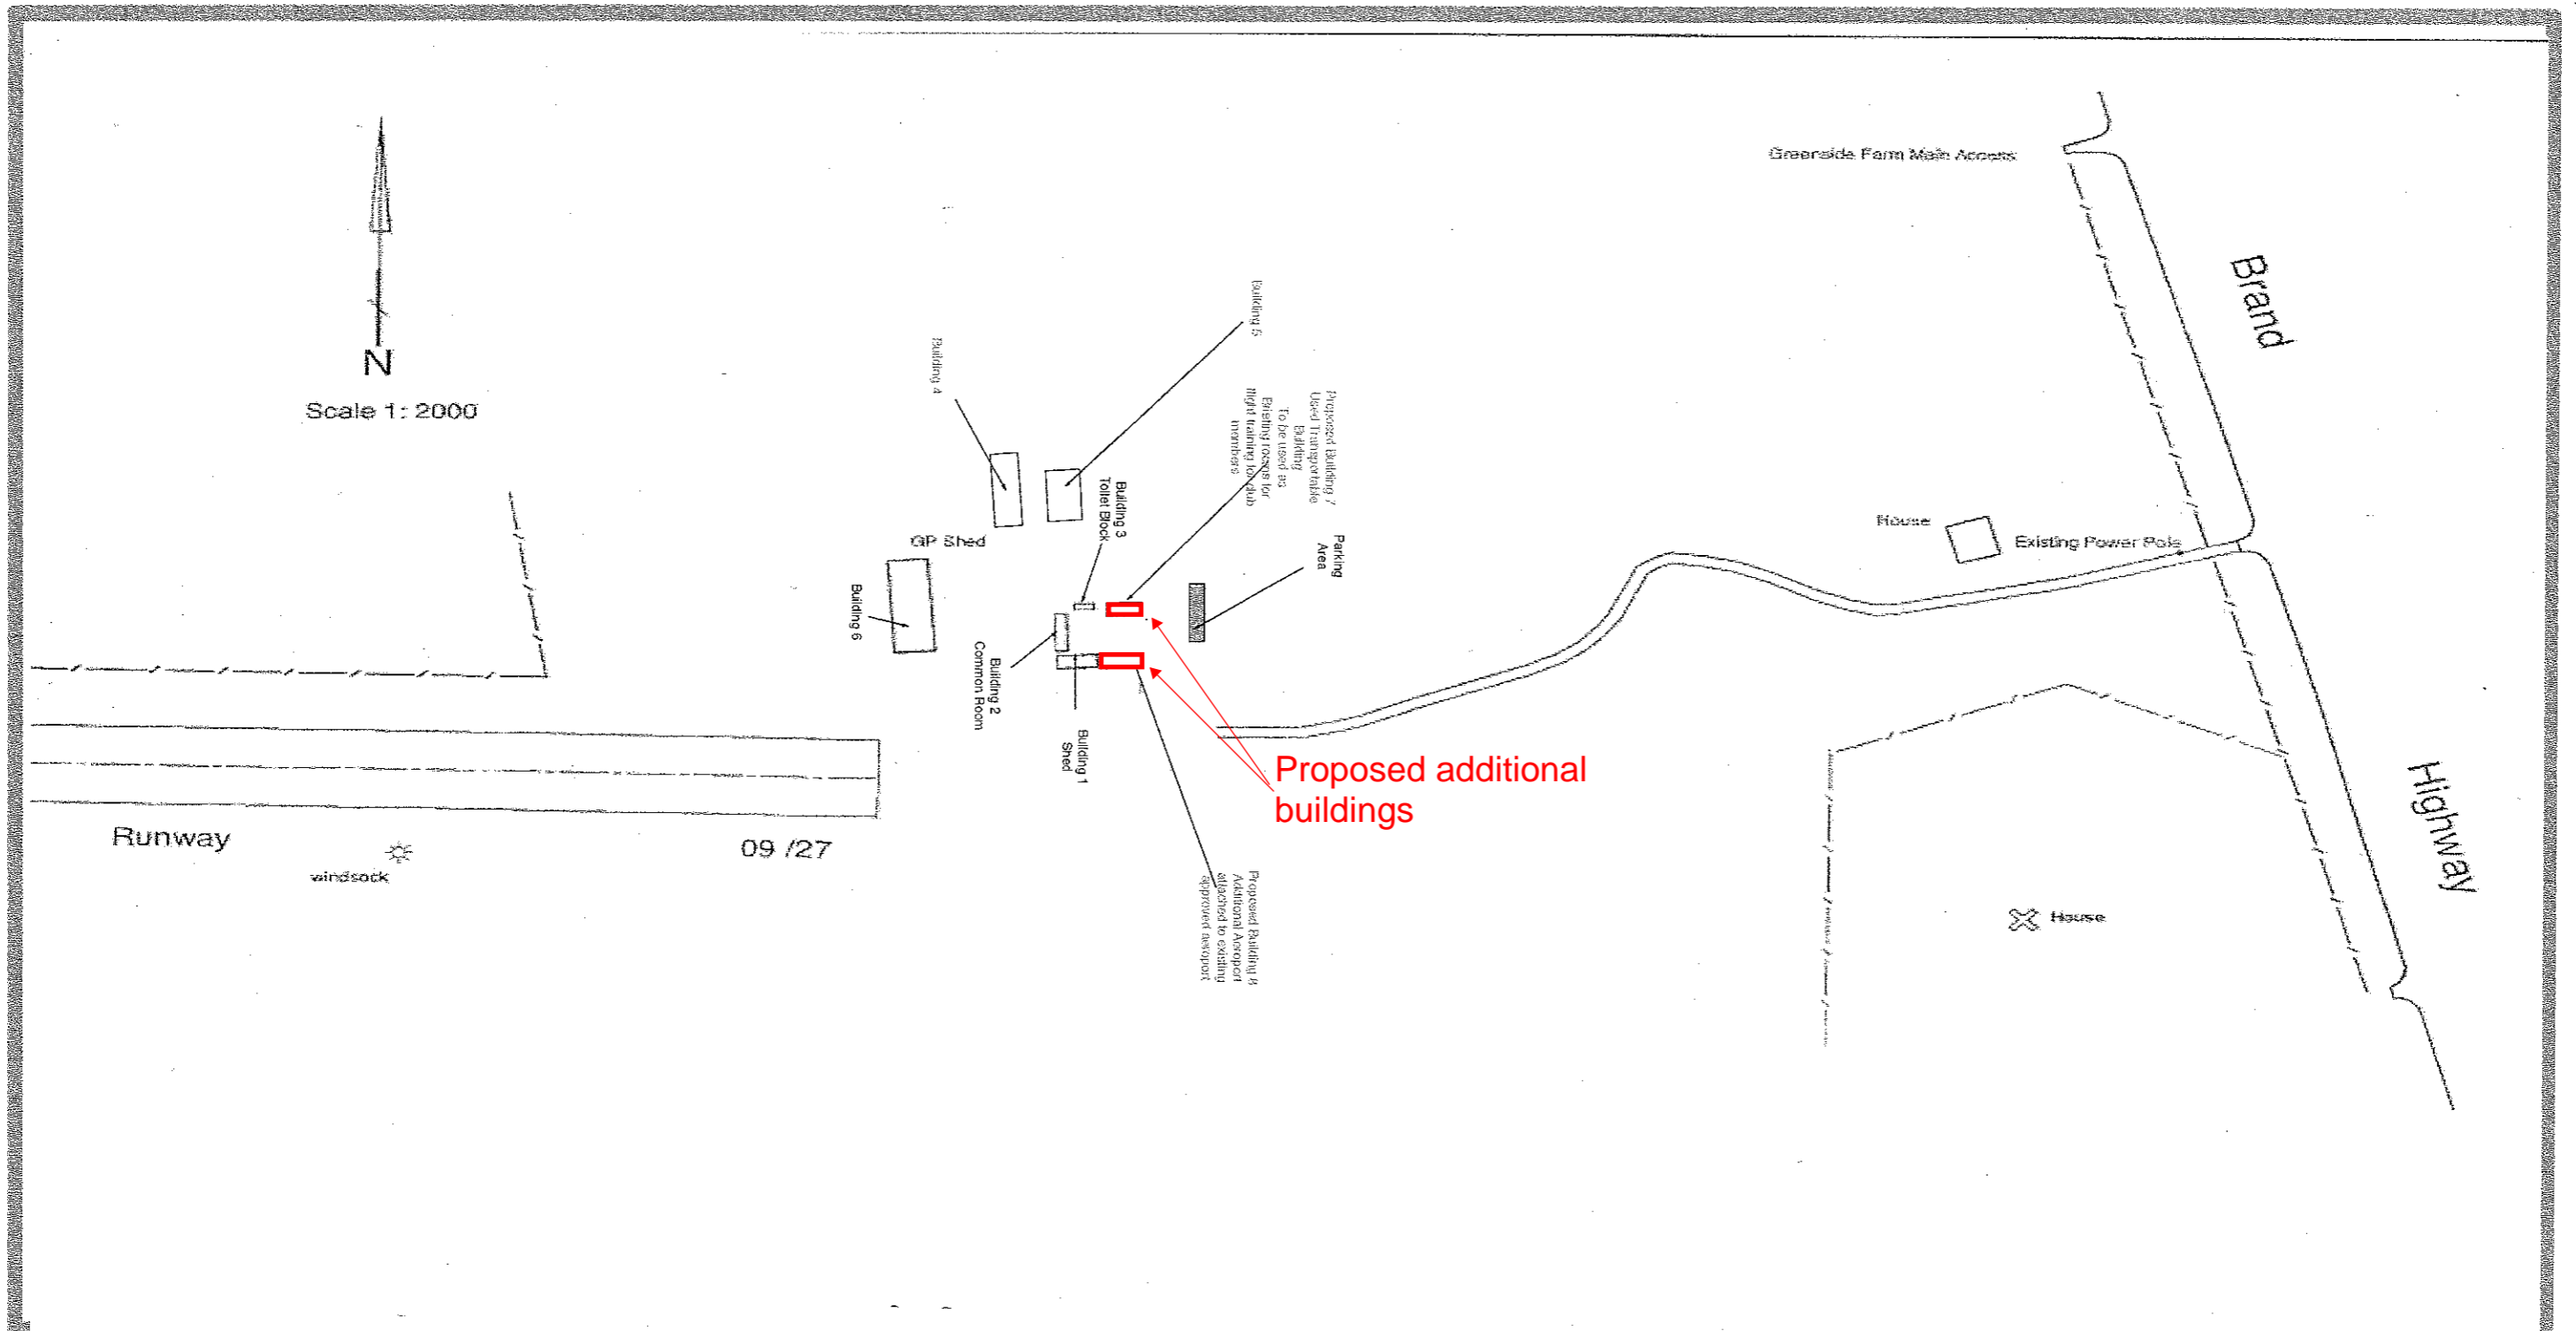 Greenside Farm Main Access
Brand
Highway
N
Scale 1: 2000
Building 5
Building 4
Proposed Building 7
Used Transportable
Building
To be used as
Briefing rooms for
flight training for club
members
Building 3
Toilet Block
Parking
Area
House
Existing Power Pole
GP Shed
Building 6
Building 2
Common Room
Building 1
Shed
Proposed additional
buildings
Runway
09 /27
windsock
Proposed Building 8
Additional Aeroport
attached to existing
approved aeroport
House